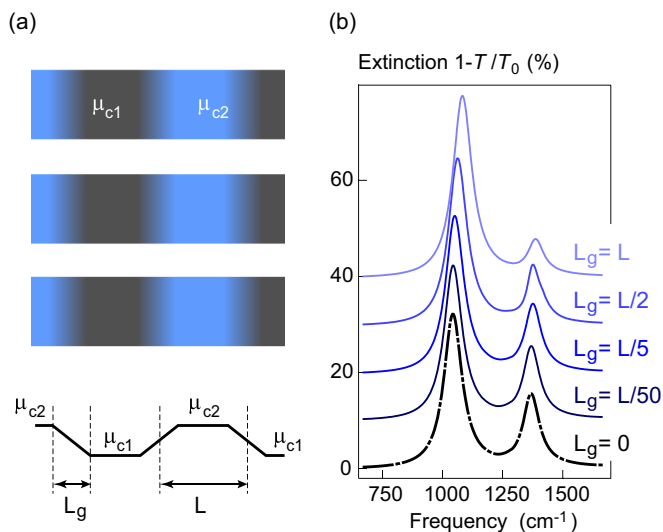 (a)
μc1
μc2
μc2
μc1
μc2
μc1
Lg
L
(b)
Extinction 1-T/T0 (%)
60
40
20
0
Lg= L
Lg= L/2
Lg= L/5
Lg= L/50
Lg= 0
750
1000
1250
1500
Frequency (cm-1)